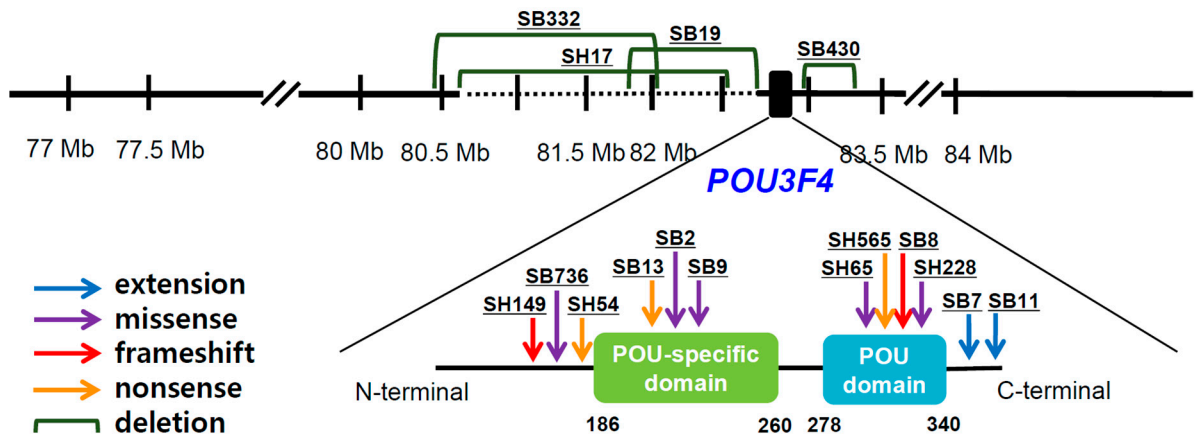 SB332
SB19
SH17
SB430
77 Mb
77.5 Mb
80 Mb
80.5 Mb
81.5 Mb
82 Mb
83.5 Mb
84 Mb
POU3F4
extension
missense
frameshift
nonsense
deletion
SH149
SB736
SH54
SB13
SB2
SB9
SH565
SB8
SH65
SH228
SB7
SB11
POU-specific
domain
POU
domain
N-terminal
C-terminal
186
260
278
340